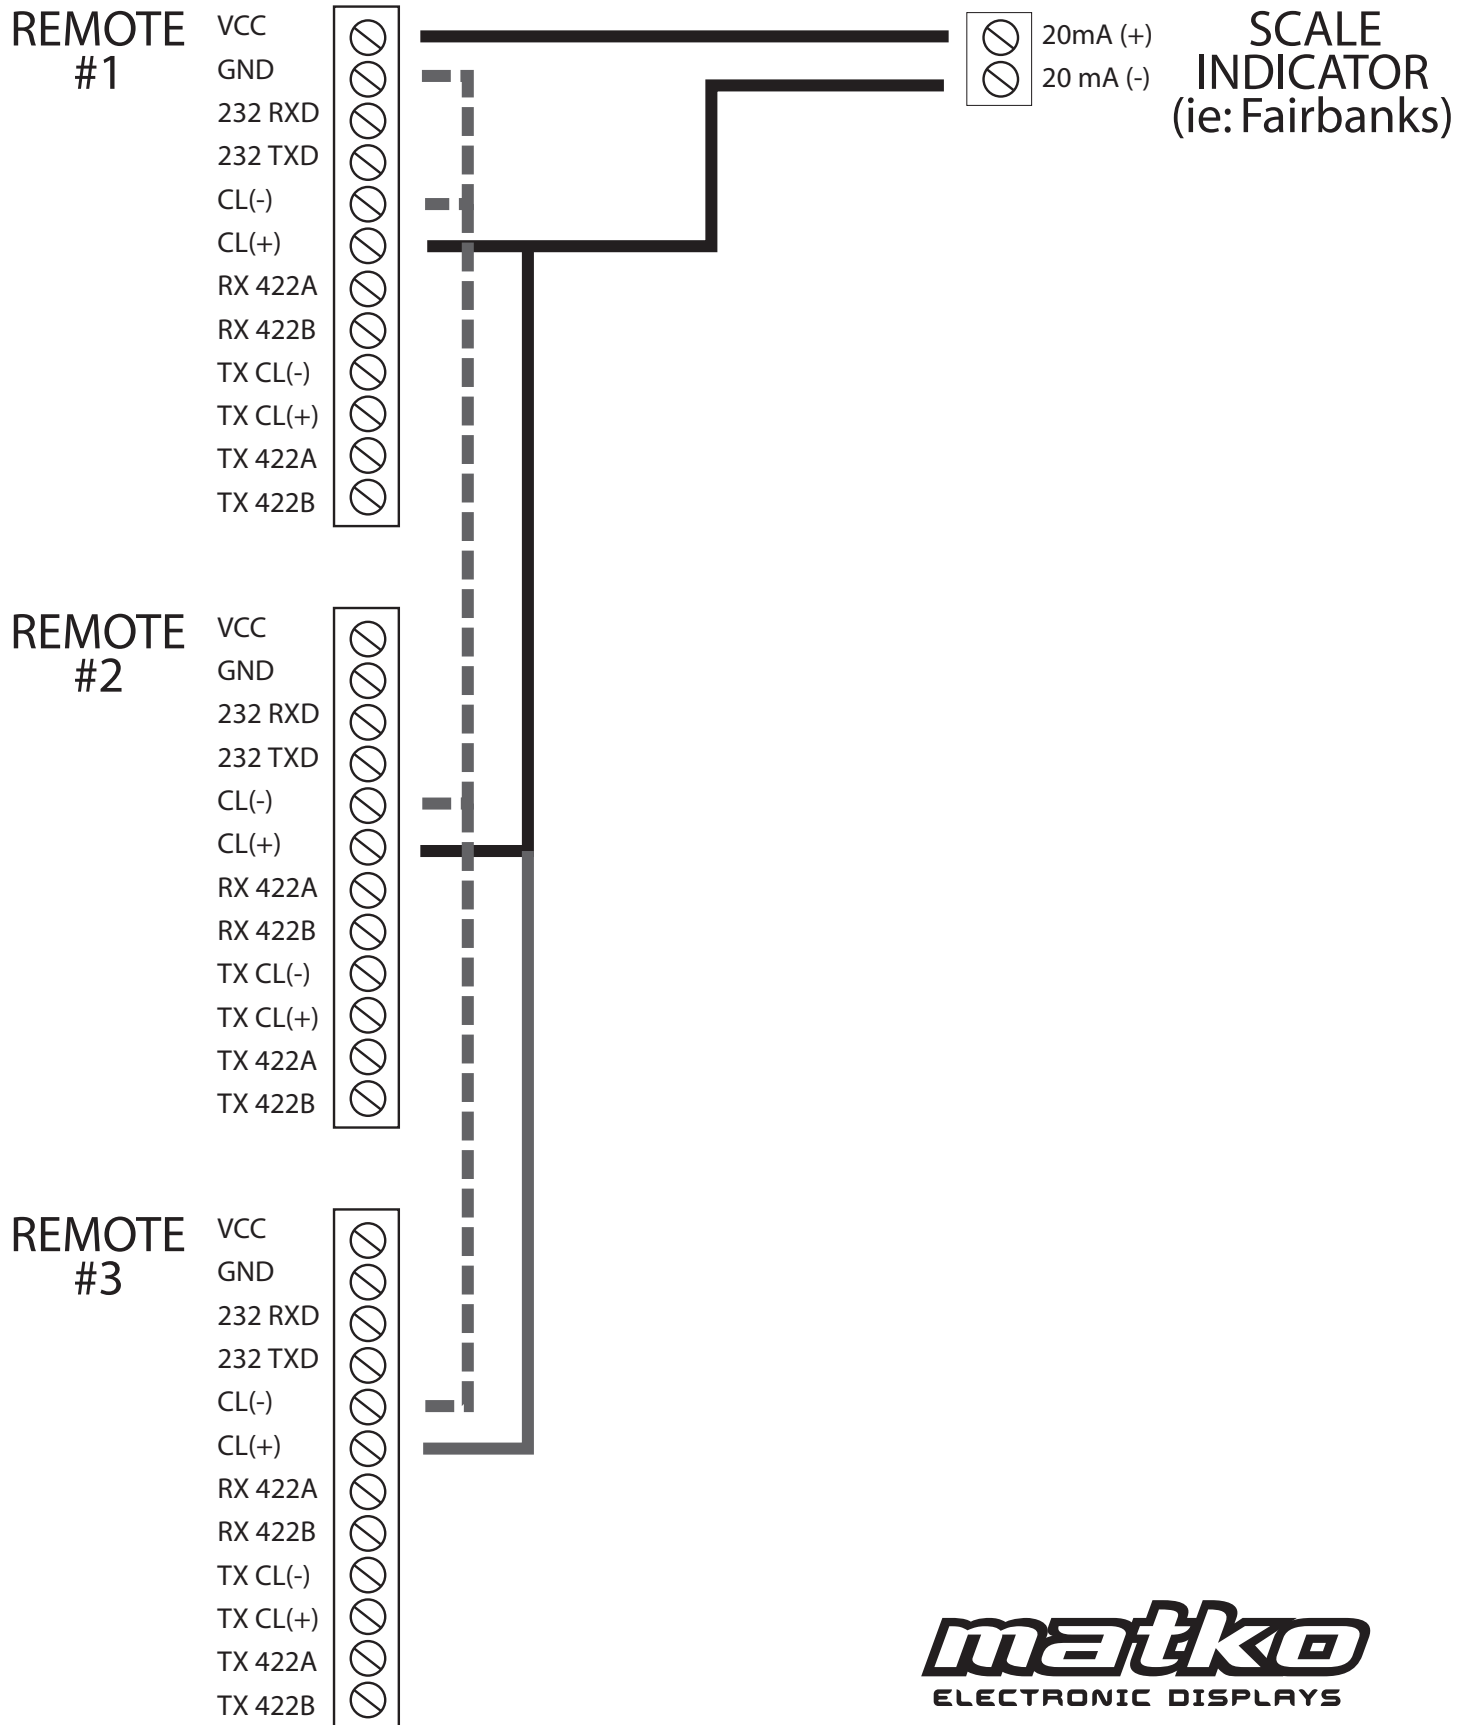 REMOTE
#1
VCC
GND
232 RXD
232 TXD
CL(-)
CL(+)
RX 422A
RX 422B
TX CL(-)
TX CL(+)
TX 422A
TX 422B
20mA (+)
20 mA (-)
SCALE
INDICATOR
(ie: Fairbanks)
REMOTE
#2
VCC
GND
232 RXD
232 TXD
CL(-)
CL(+)
RX 422A
RX 422B
TX CL(-)
TX CL(+)
TX 422A
TX 422B
REMOTE
#3
VCC
GND
232 RXD
232 TXD
CL(-)
CL(+)
RX 422A
RX 422B
TX CL(-)
TX CL(+)
TX 422A
TX 422B
matko
ELECTRONIC DISPLAYS